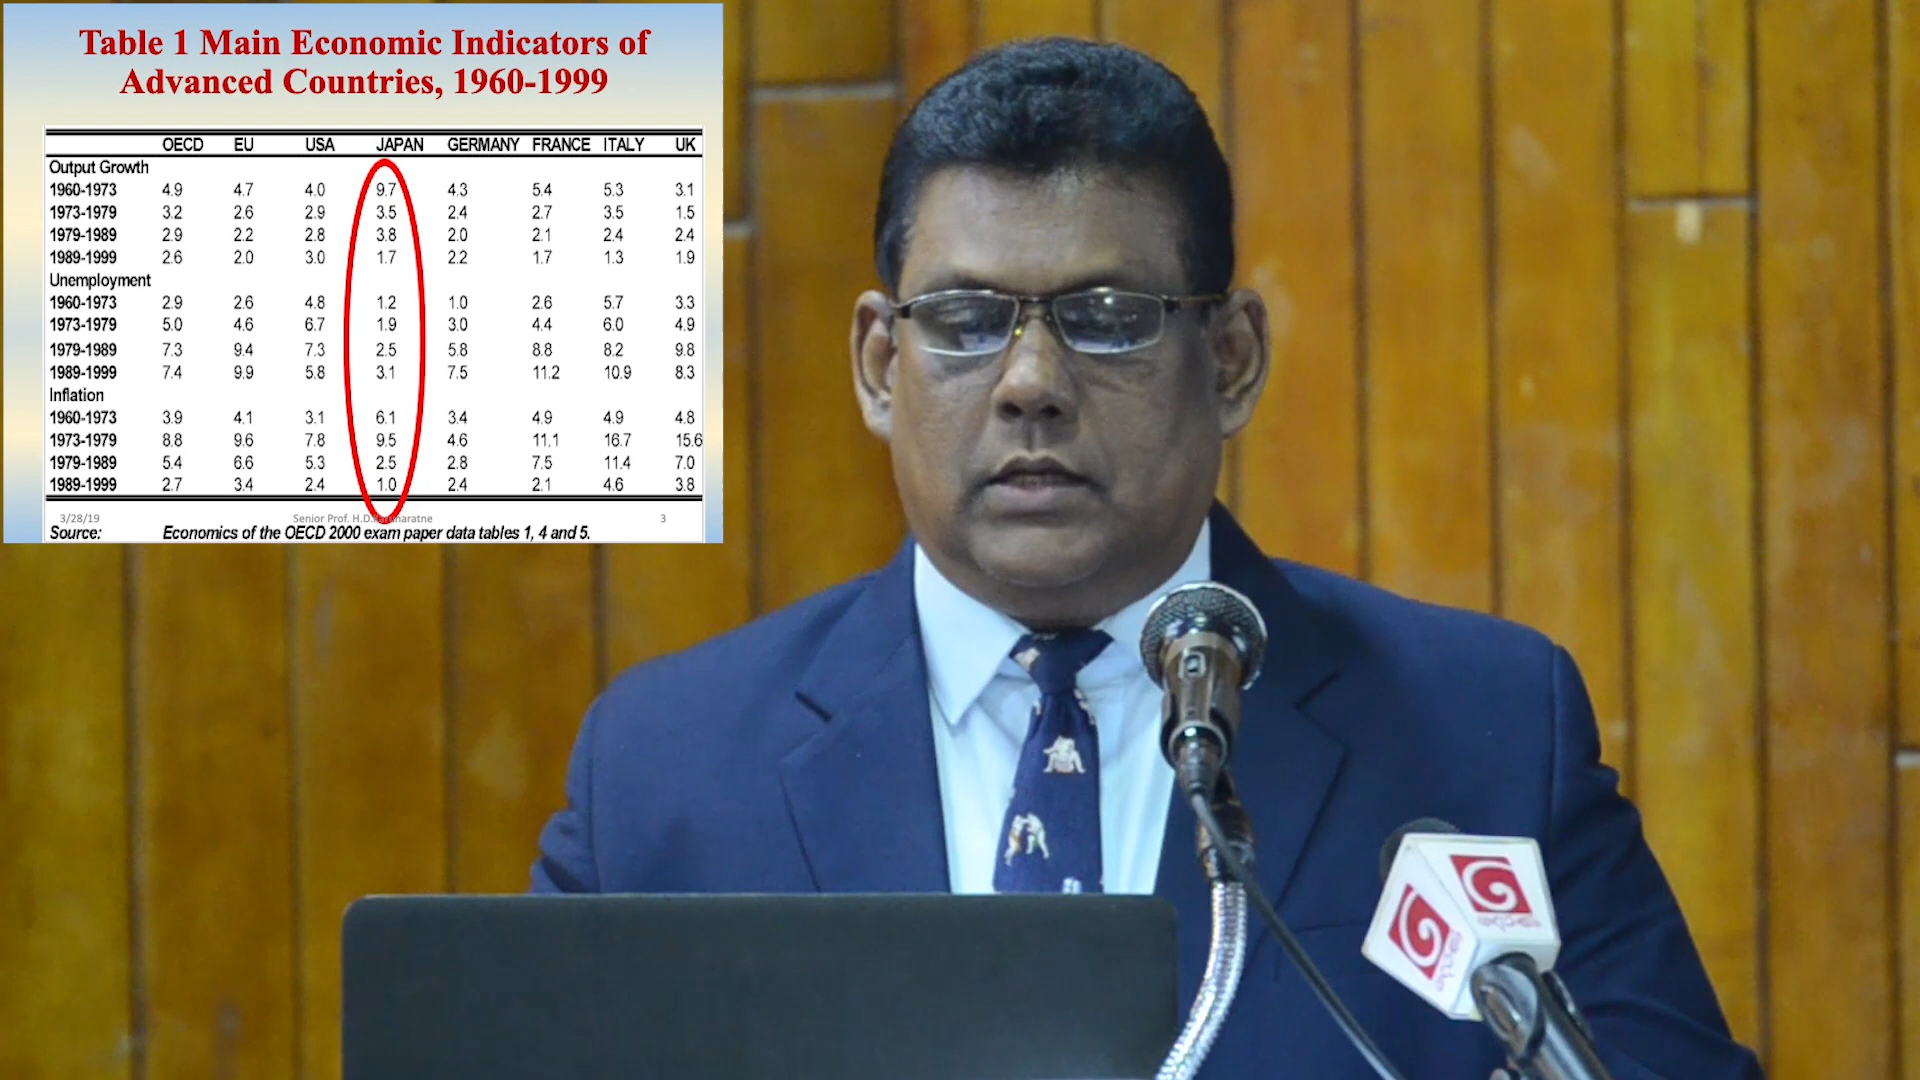 Table 1 Main Economic Indicators of
Advanced Countries, 1960-1999
OECD EU USA JAPAN GERMANY FRANCE ITALY UK
Output Growth
1960-1973 4.9 4.7 4.0 9.7 4.3 5.4 5.3 3.1
1973-1979 3.2 2.6 2.9 3.5 2.4 2.7 3.5 1.5
1979-1989 2.9 2.2 2.8 3.8 2.0 2.1 2.4 2.4
1989-1999 2.6 2.0 3.0 1.7 2.2 1.7 1.3 1.9
Unemployment
1960-1973 2.9 2.6 4.8 1.2 1.0 2.6 5.7 3.3
1973-1979 5.0 4.6 6.7 1.9 3.0 4.4 6.0 4.9
1979-1989 7.3 9.4 7.3 2.5 5.8 8.8 8.2 9.8
1989-1999 7.4 9.9 5.8 3.1 7.5 11.2 10.9 8.3
Inflation
1960-1973 3.9 4.1 3.1 6.1 3.4 4.9 4.9 4.8
1973-1979 8.8 9.6 7.8 9.5 4.6 11.1 16.7 15.6
1979-1989 5.4 6.6 5.3 2.5 2.8 7.5 11.4 7.0
1989-1999 2.7 3.4 2.4 1.0 2.4 2.1 4.6 3.8
3/28/19 Senior Prof. 3
Source: Economics of the OECD 2000 exam paper data tables 1, 4 and 5.